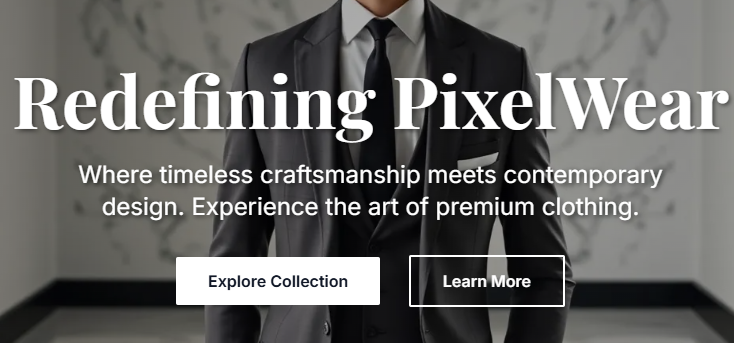 Redefining PixelWear
Where timeless craftsmanship meets contemporary
design. Experience the art of premium clothing.
Explore Collection
Learn More